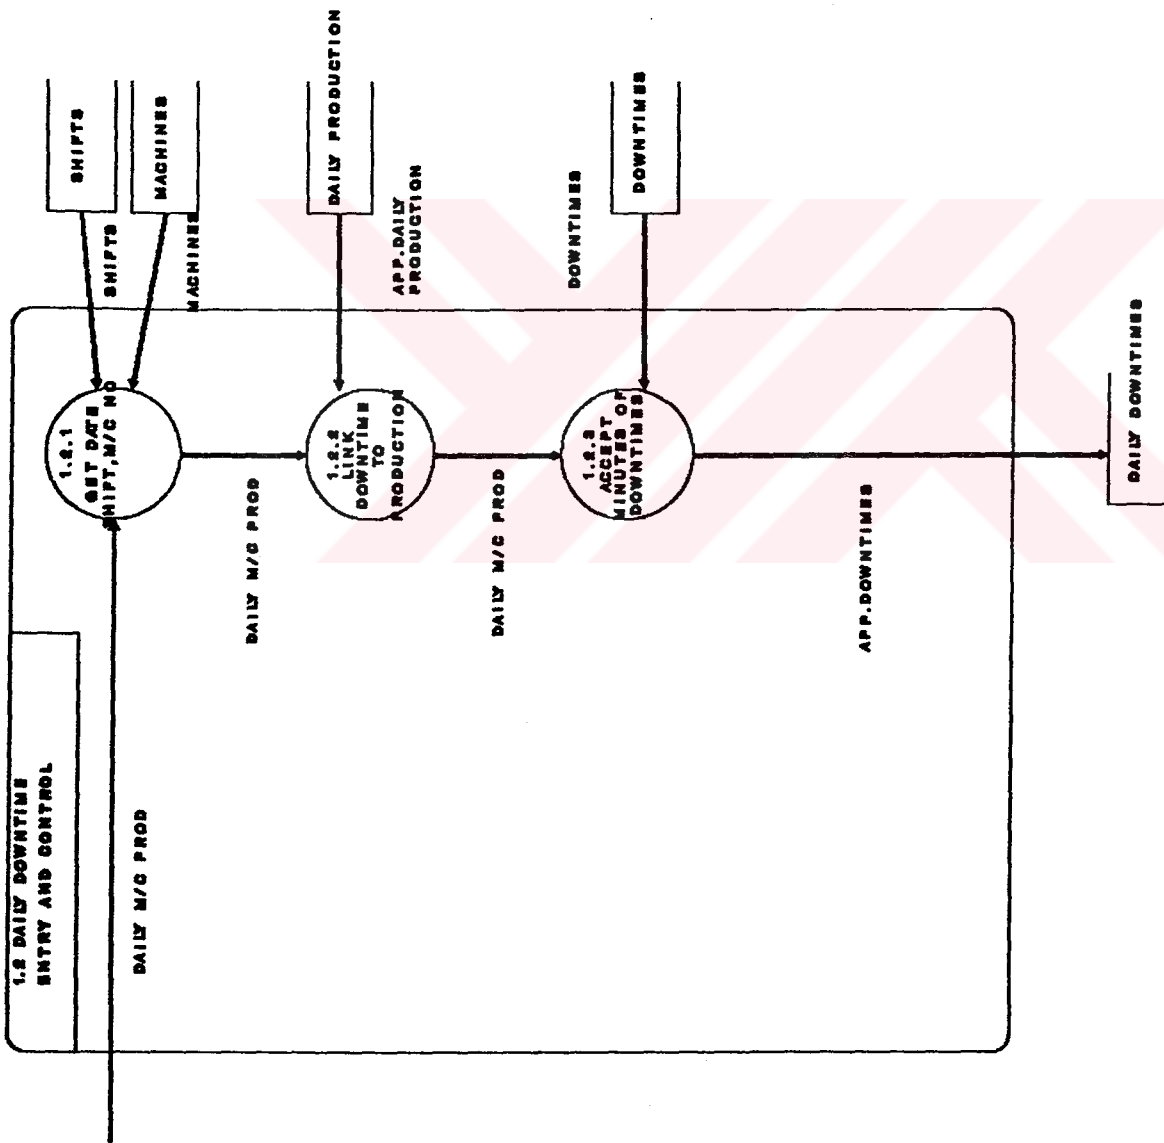 1.2 DAILY DOWNTIME
ENTRY AND CONTROL
DAILY M/C PROD
1.2.1
GET DATE
SHIFT,M/C NO
SHIFTS
SHIFTS
MACHINES
MACHINES
DAILY M/C PROD
1.2.2
LINK
DOWNTIME
TO
PRODUCTION
DAILY PRODUCTION
APP.DAILY
PRODUCTION
DAILY M/C PROD
1.2.3
ACCEPT
MINUTES OF
DOWNTIMES
DOWNTIMES
DOWNTIMES
APP.DOWNTIMES
DAILY DOWNTIMES